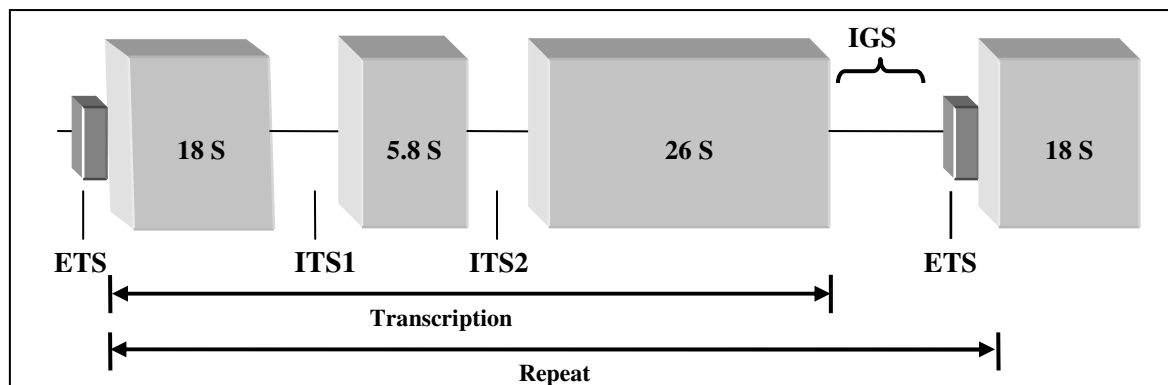 IGS
18 S
5.8 S
26 S
18 S
ETS
ITS1
ITS2
ETS
Transcription
Repeat